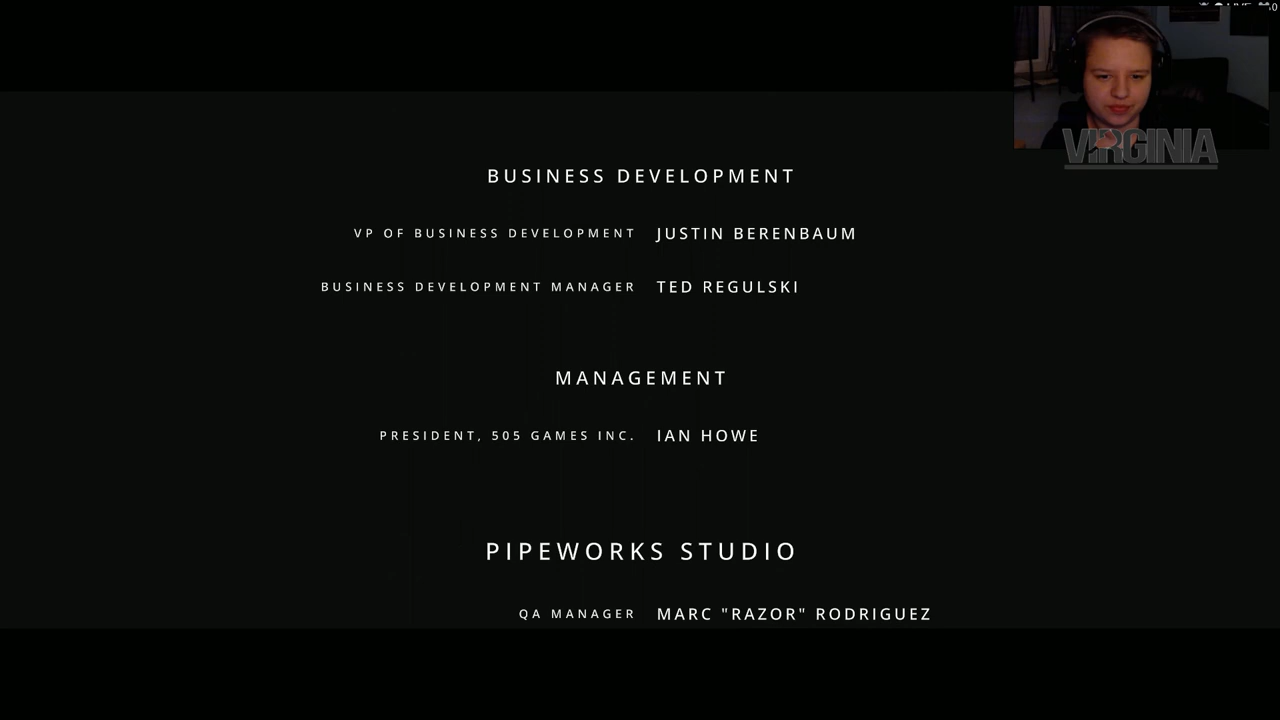 BUSINESS DEVELOPMENT
VP OF BUSINESS DEVELOPMENT JUSTIN BERENBAUM
BUSINESS DEVELOPMENT MANAGER TED REGULSKI
MANAGEMENT
PRESIDENT, 505 GAMES INC. IAN HOWE
PIPEWORKS STUDIO
QA MANAGER MARC "RAZOR" RODRIGUEZ
VIRGINIA